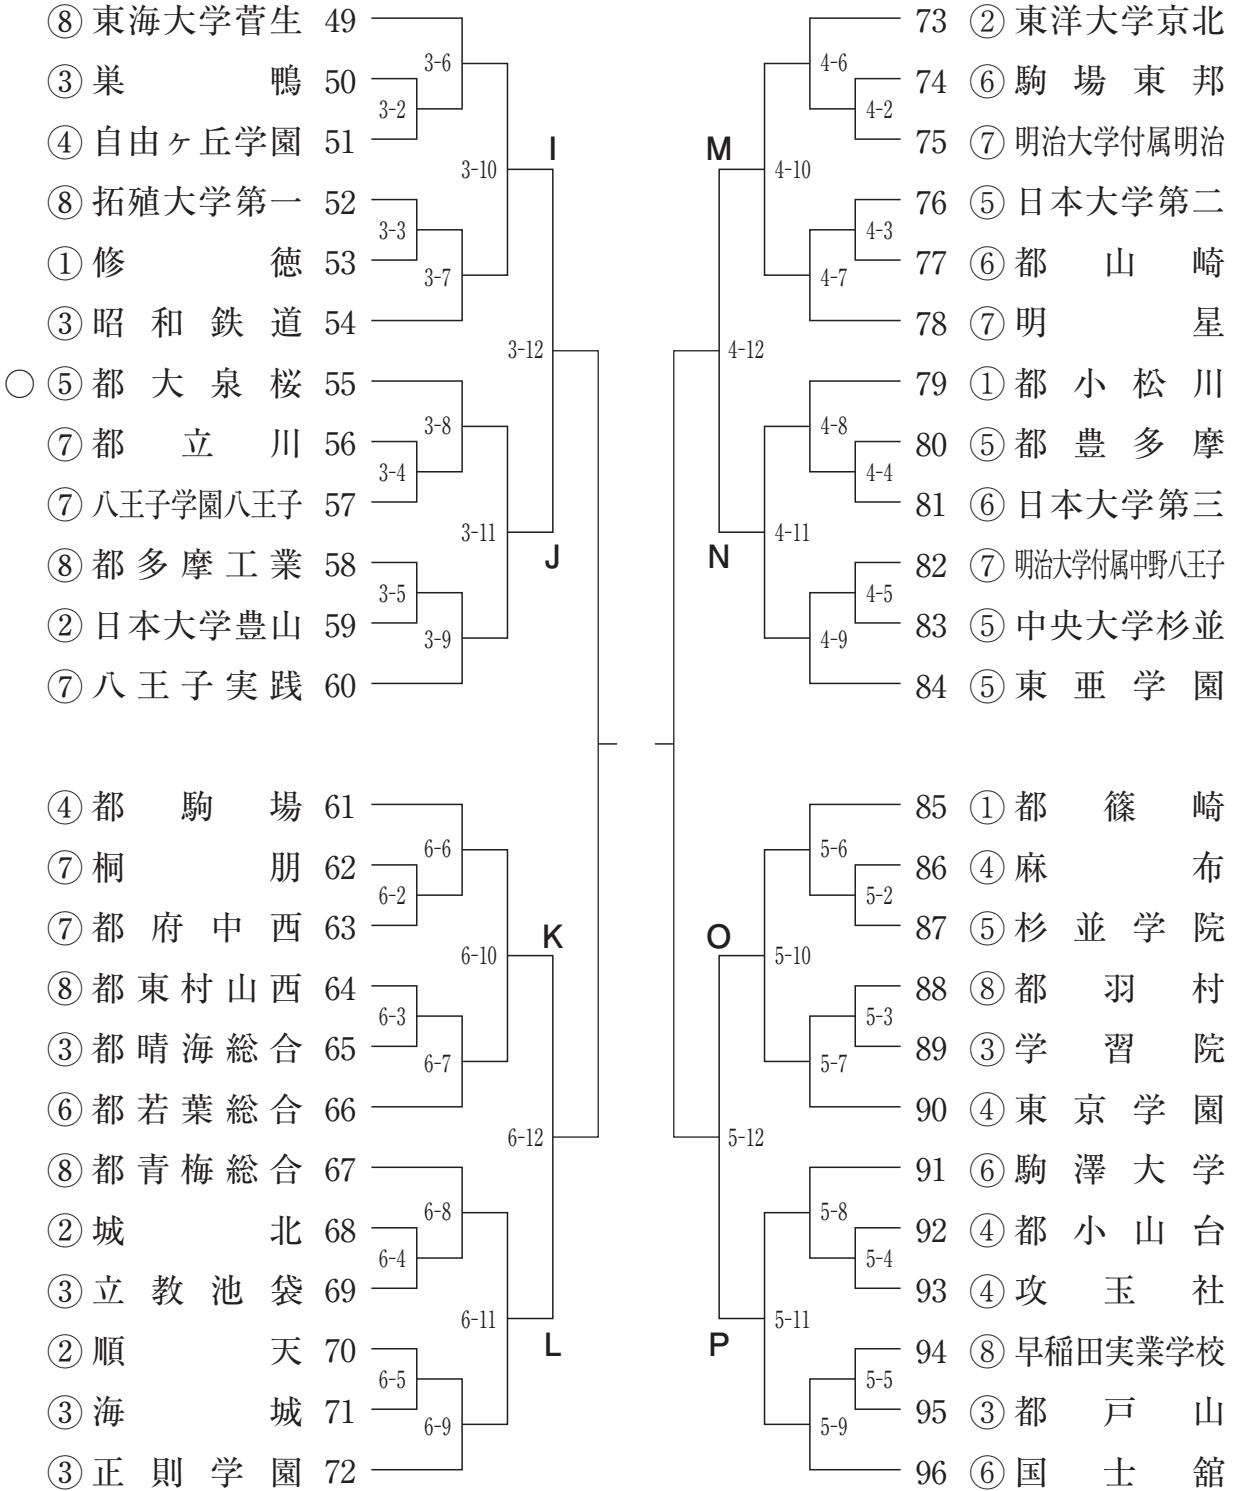 ⑧ 東海大学菅生 49
③ 巣鴨 50
④ 自由ヶ丘学園 51
⑧ 拓殖大学第一 52
① 修徳 53
③ 昭和鉄道 54
○ ⑤ 都大泉桜 55
⑦ 都立川 56
⑦ 八王子学園八王子 57
⑧ 都多摩工業 58
② 日本大学豊山 59
⑦ 八王子実践 60
3-6
3-2
3-10
3-3
3-7
3-12
3-8
3-4
3-11
3-5
3-9
I
J
④ 都駒場 61
⑦ 桐朋 62
⑦ 都府中西 63
⑧ 都東村山西 64
③ 都晴海総合 65
⑥ 都若葉総合 66
⑧ 都青梅総合 67
② 城北 68
③ 立教池袋 69
② 順天 70
③ 海城 71
③ 正則学園 72
6-6
6-2
6-10
6-3
6-7
6-12
6-8
6-4
6-11
6-5
6-9
K
L
73 ② 東洋大学京北
74 ⑥ 駒場東邦
75 ⑦ 明治大学付属明治
76 ⑤ 日本大学第二
77 ⑥ 都山崎
78 ⑦ 明星
79 ① 都小松川
80 ⑤ 都豊多摩
81 ⑥ 日本大学第三
82 ⑦ 明治大学付属中野八王子
83 ⑤ 中央大学杉並
84 ⑤ 東亜学園
4-6
4-2
4-10
4-3
4-7
4-12
4-8
4-4
4-11
4-5
4-9
M
N
85 ① 都篠崎
86 ④ 麻布
87 ⑤ 杉並学院
88 ⑧ 都羽村
89 ③ 学習院
90 ④ 東京学園
91 ⑥ 駒澤大学
92 ④ 都小山台
93 ④ 攻玉社
94 ⑧ 早稲田実業学校
95 ③ 都戸山
96 ⑥ 国士舘
5-6
5-2
5-10
5-3
5-7
5-12
5-8
5-4
5-11
5-5
5-9
O
P